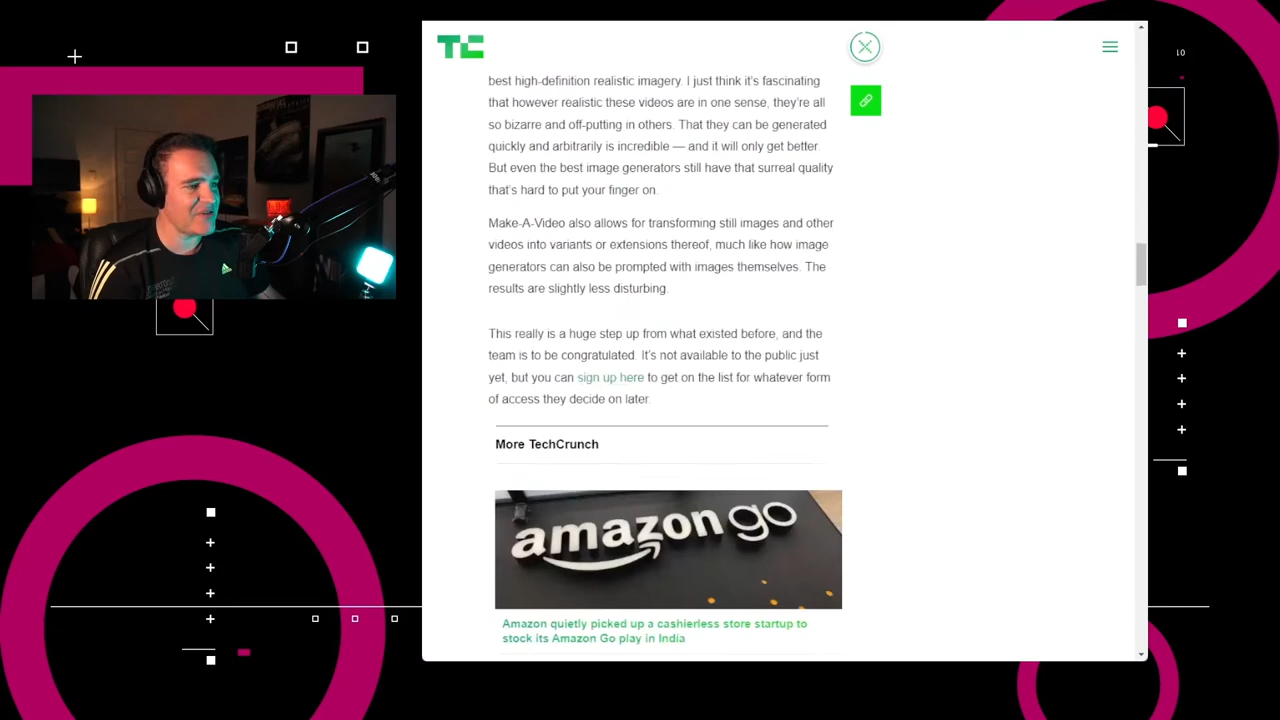 TC
best high-definition realistic imagery. I just think it's fascinating
that however realistic these videos are in one sense, they're all
so bizarre and off-putting in others. That they can be generated
quickly and arbitrarily is incredible — and it will only get better.
But even the best image generators still have that surreal quality
that's hard to put your finger on.
Make-A-Video also allows for transforming still images and other
videos into variants or extensions thereof, much like how image
generators can also be prompted with images themselves. The
results are slightly less disturbing.
This really is a huge step up from what existed before, and the
team is to be congratulated. It's not available to the public just
yet, but you can sign up here to get on the list for whatever form
of access they decide on later.
More TechCrunch
amazon go
Amazon quietly picked up a cashierless store startup to
stock its Amazon Go play in India
10